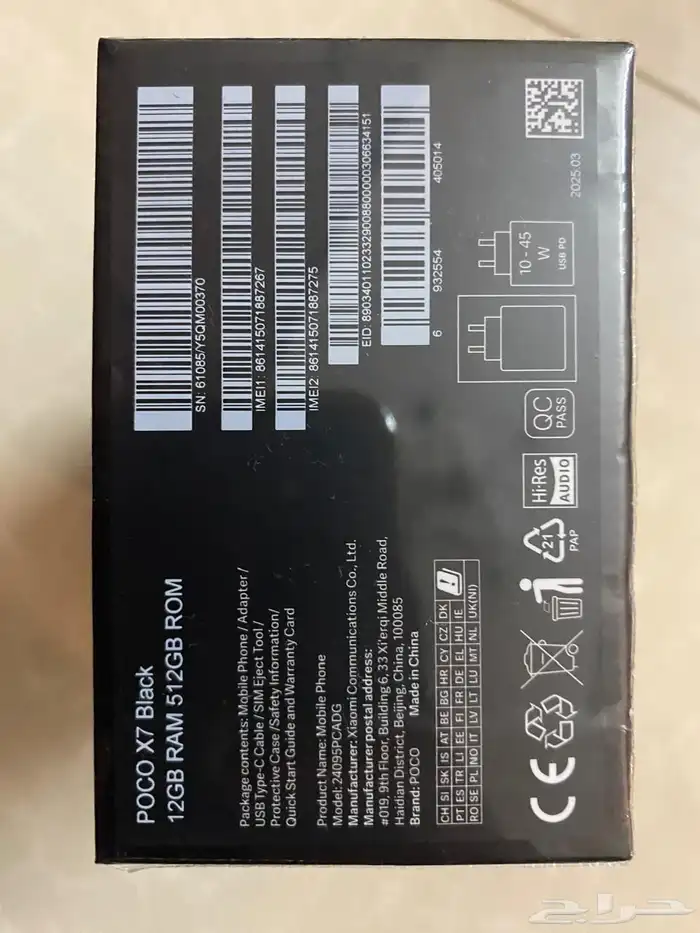 POCO X7 Black
12GB RAM 512GB ROM
SN: 61085/Y5QM00370
IMEI1: 861415071887267
IMEI2: 861415071887275
EID: 89034011023329008800000306634151
6 932554 405014
Package contents: Mobile Phone / Adapter /
USB Type-C Cable / SIM Eject Tool /
Protective Case /Safety Information/
Quick Start Guide and Warranty Card
Product Name: Mobile Phone
Model: 24095PCADG
Manufacturer: Xiaomi Communications Co., Ltd.
Manufacturer postal address:
#019, 9th Floor, Building 6, 33 Xi'erqi Middle Road,
Haidian District, Beijing, China, 100085
Brand: POCO Made in China
CH SI SK IS AT BE BG HR CY CZ DK
PT ES TR LI EE FI FR DE EL HU IE
RO SE PL NO IT LV LT LU MT NL UK(NI)
CE
21
PAP
Hi-Res
AUDIO
QC
PASS
10 - 45
W
USB PD
2025.03
حراج